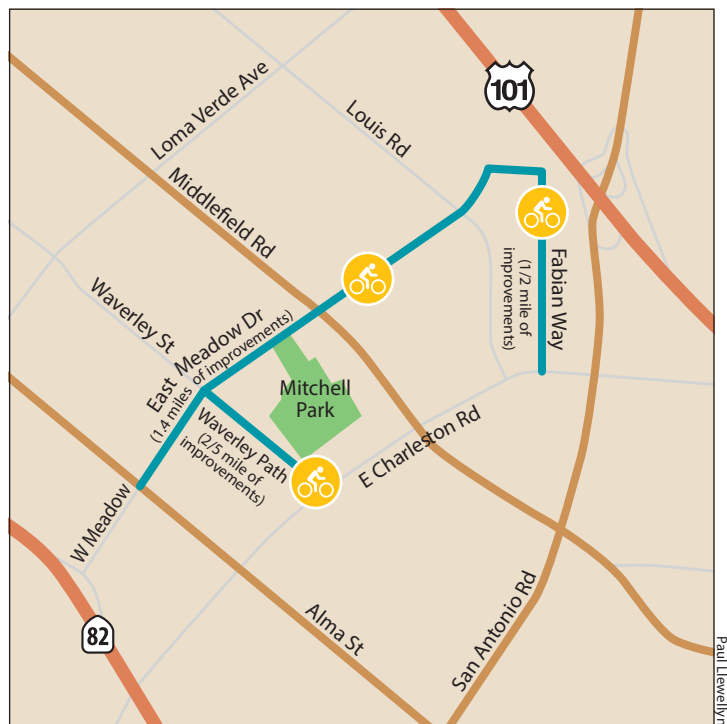 101
Loma Verde Ave
Louis Rd
Middlefield Rd
Fabian Way
(1/2 mile of
improvements)
Waverley St
East Meadow Dr
(1.4 miles of improvements)
Mitchell
Park
Waverley Path
(2/5 mile of
improvements)
E Charleston Rd
W Meadow
82
Alma St
San Antonio Rd
Paul Llewellyn